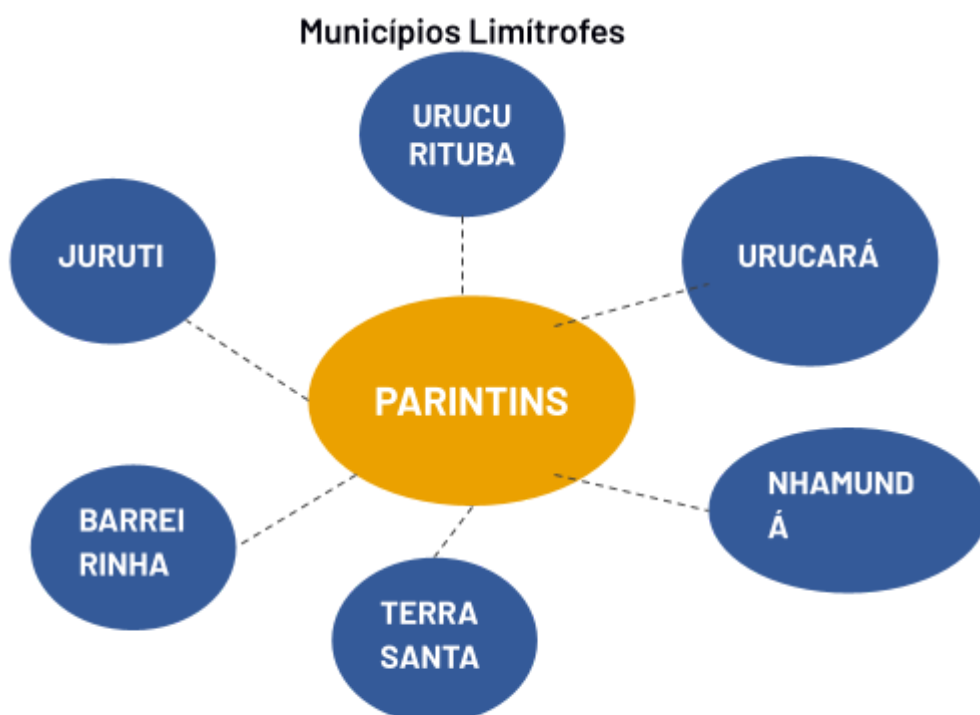 Municípios Limítrofes
URUCU
RITUBA
JURUTI
URUCARÁ
PARINTINS
NHAMUND
Á
BARREI
RINHA
TERRA
SANTA